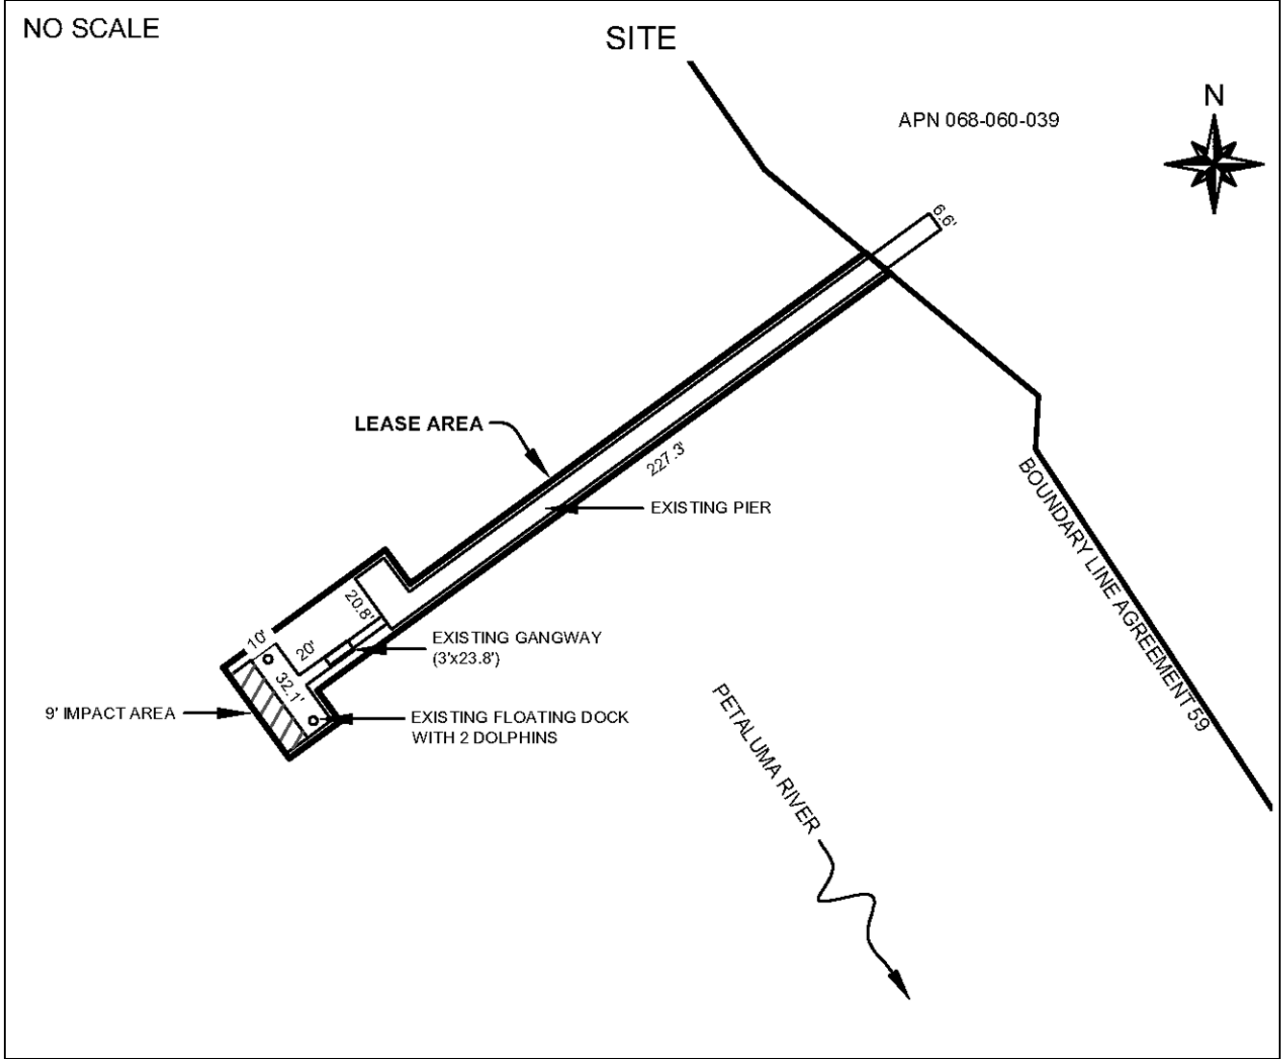 NO SCALE
SITE
N
APN 068-060-039
6.6'
LEASE AREA
227.3'
EXISTING PIER
BOUNDARY LINE AGREEMENT 59
20.8'
10'
20'
EXISTING GANGWAY
(3'x23.8')
32.1'
9' IMPACT AREA
EXISTING FLOATING DOCK
WITH 2 DOLPHINS
PETALUMA RIVER